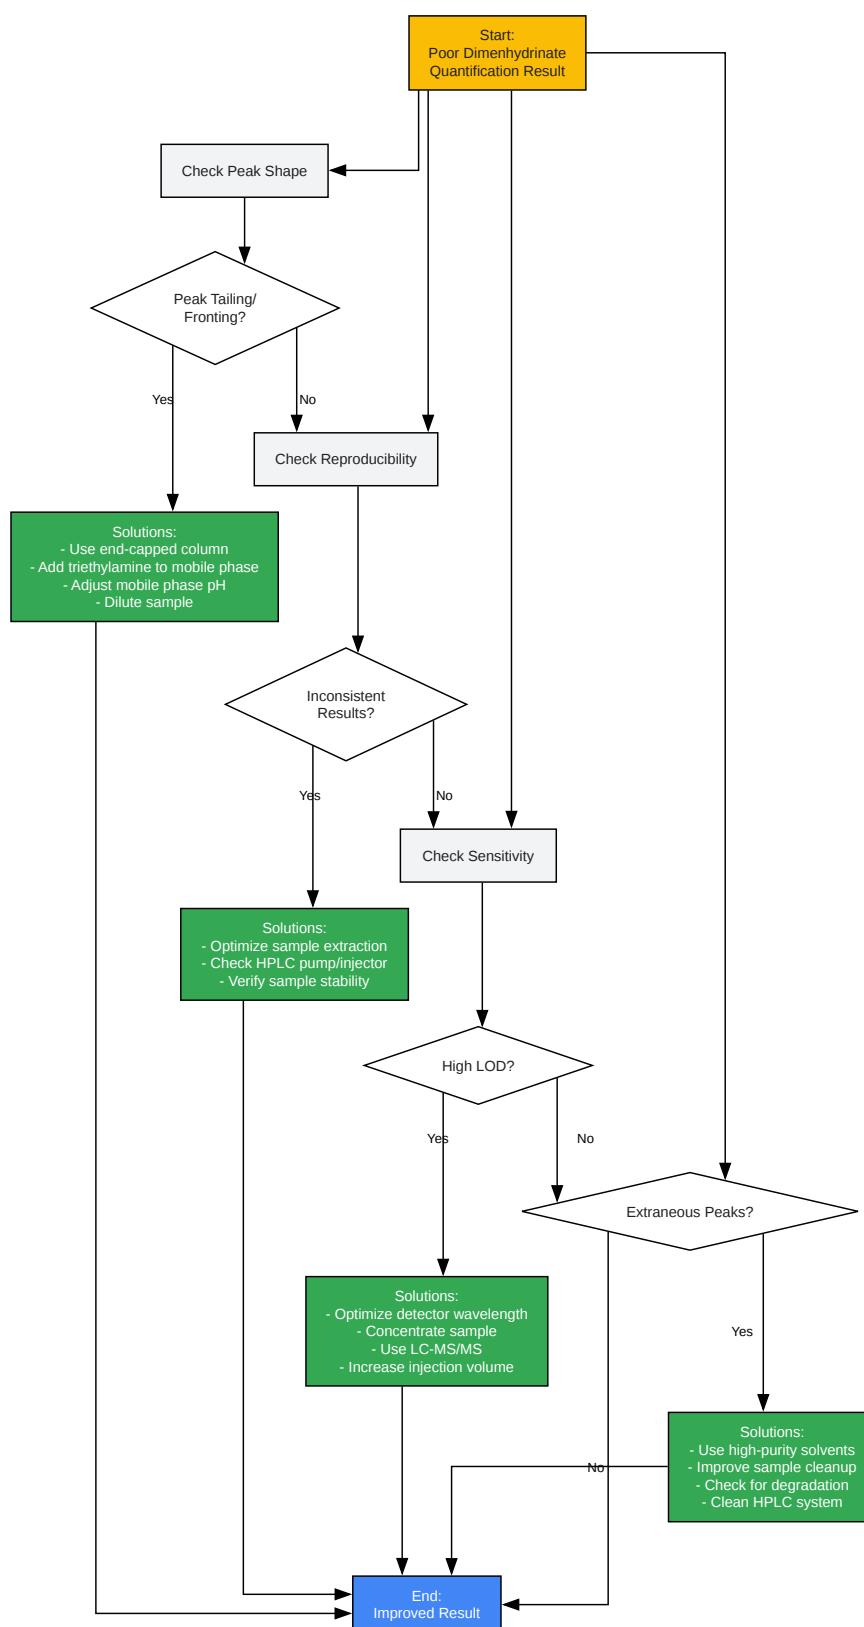 Start:
Poor Dimenhydrinate
Quantification Result
Check Peak Shape
Peak Tailing/
Fronting?
Yes
No
Check Reproducibility
Solutions:
- Use end-capped column
- Add triethylamine to mobile phase
- Adjust mobile phase pH
- Dilute sample
Inconsistent
Results?
Yes
No
Check Sensitivity
Solutions:
- Optimize sample extraction
- Check HPLC pump/injector
- Verify sample stability
High LOD?
Yes
No
Extraneous Peaks?
Solutions:
- Optimize detector wavelength
- Concentrate sample
- Use LC-MS/MS
- Increase injection volume
Yes
No
Solutions:
- Use high-purity solvents
- Improve sample cleanup
- Check for degradation
- Clean HPLC system
End:
Improved Result